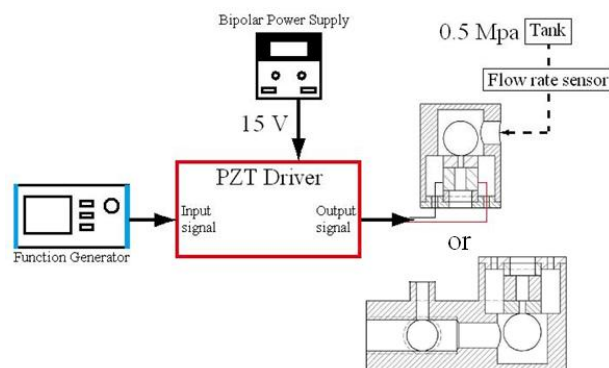 Bipolar Power Supply
0.5 Mpa
Tank
Flow rate sensor
15 V
PZT Driver
Input
signal
Output
signal
Function Generator
or